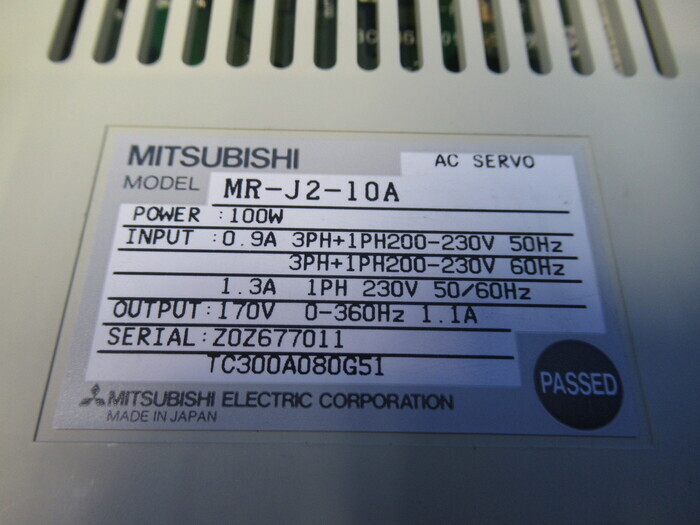 MITSUBISHI
AC SERVO
MODEL MR-J2-10A
POWER :100W
INPUT :0.9A 3PH+1PH200-230V 50Hz
3PH+1PH200-230V 60Hz
1.3A 1PH 230V 50/60Hz
OUTPUT:170V 0-360Hz 1.1A
SERIAL:Z0Z677011
TC300A080G51
PASSED
MITSUBISHI ELECTRIC CORPORATION
MADE IN JAPAN